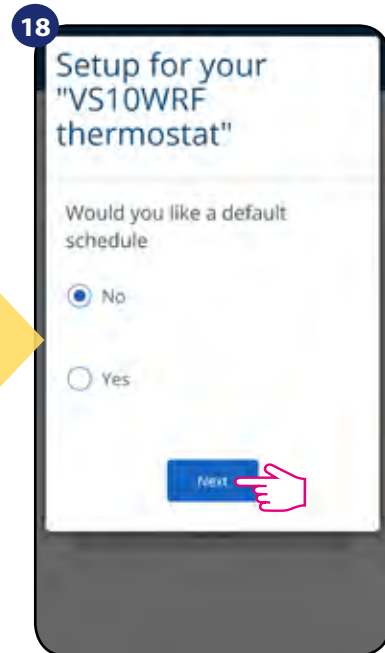 18
Setup for your
"VS10WRF
thermostat"
Would you like a default
schedule
No
Yes
Next